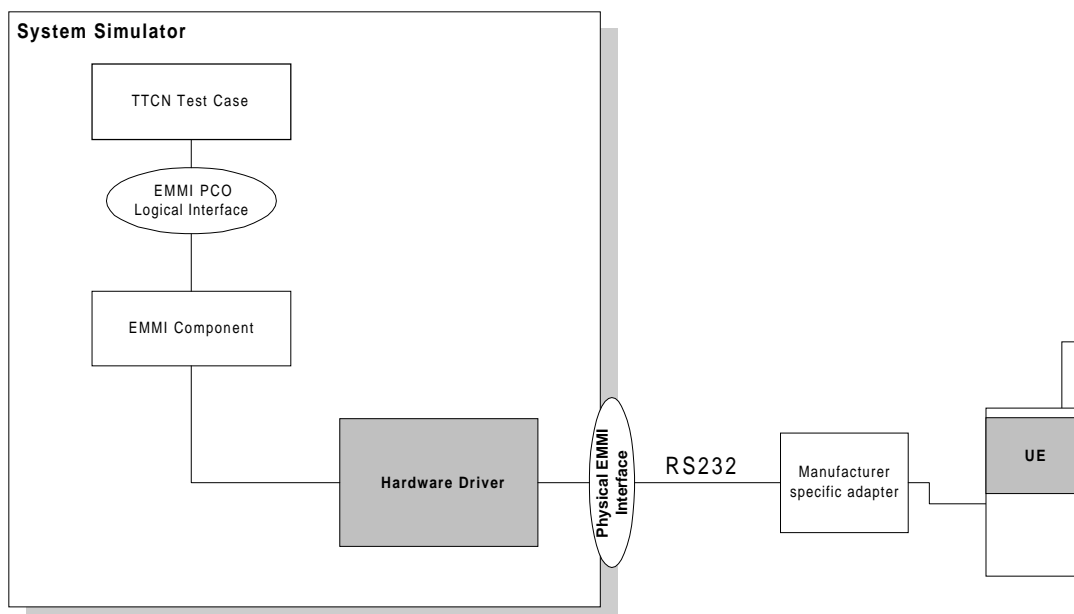 System Simulator
TTCN Test Case
EMMI PCO
Logical Interface
EMMI Component
Hardware Driver
Physical EMMI
Interface
RS232
Manufacturer
specific adapter
UE